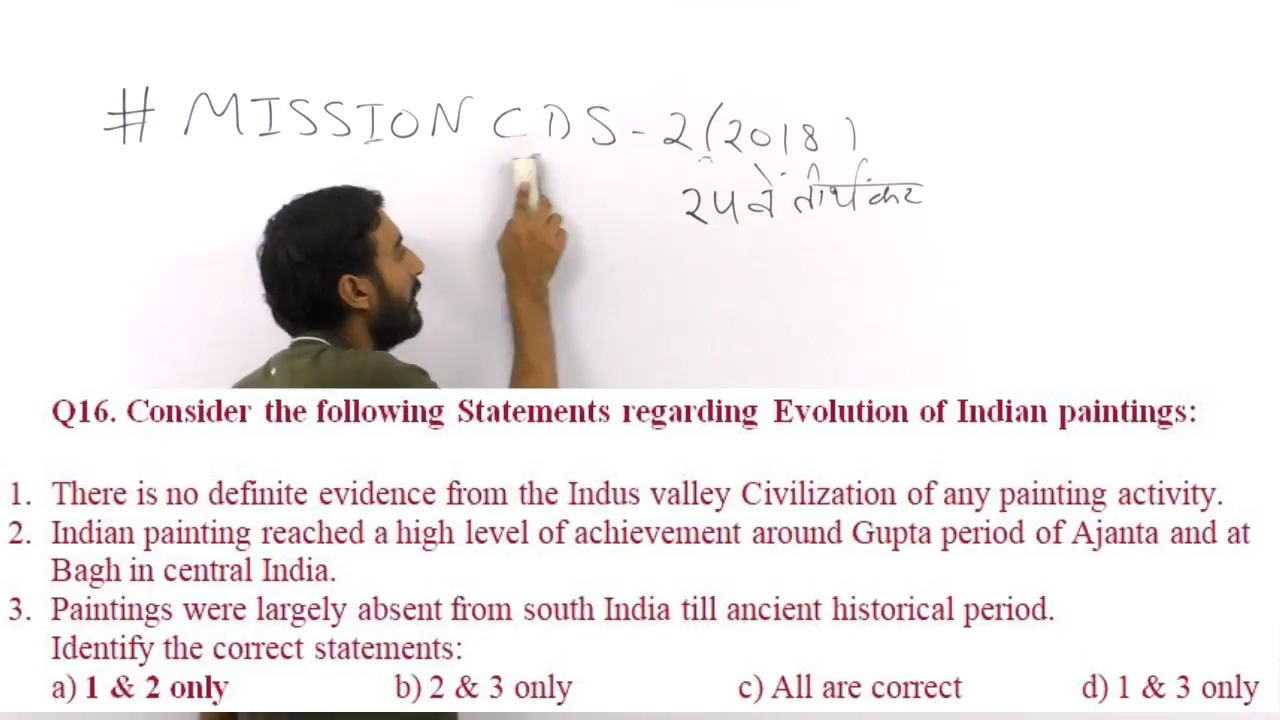 # MISSION CDS - 2 (2018)
24वें तीर्थंकर
Q16. Consider the following Statements regarding Evolution of Indian paintings:
1. There is no definite evidence from the Indus valley Civilization of any painting activity.
2. Indian painting reached a high level of achievement around Gupta period of Ajanta and at
Bagh in central India.
3. Paintings were largely absent from south India till ancient historical period.
Identify the correct statements:
a) 1 & 2 only b) 2 & 3 only c) All are correct d) 1 & 3 only